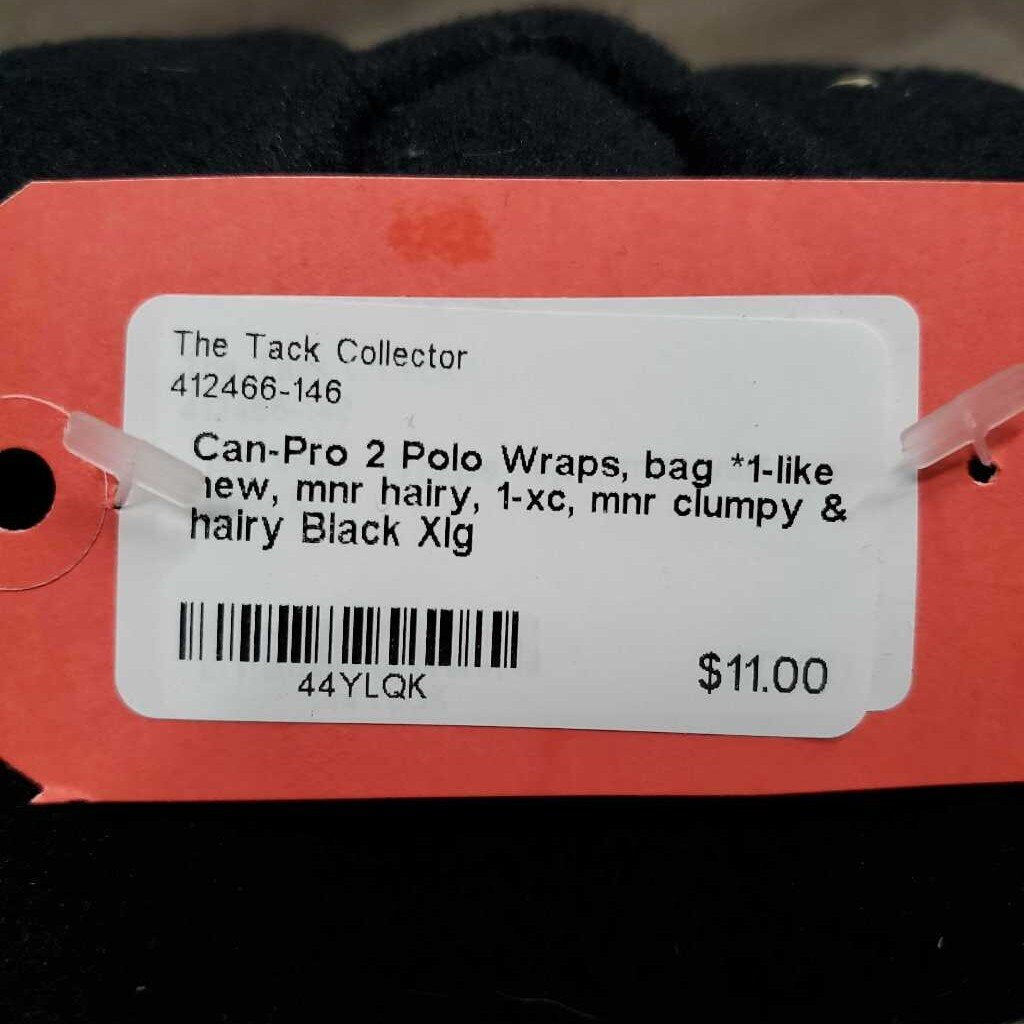 The Tack Collector
412466-146
Can-Pro 2 Polo Wraps, bag *1-like
new, mnr hairy, 1-xc, mnr clumpy &
hairy Black Xlg
44YLQK
$11.00